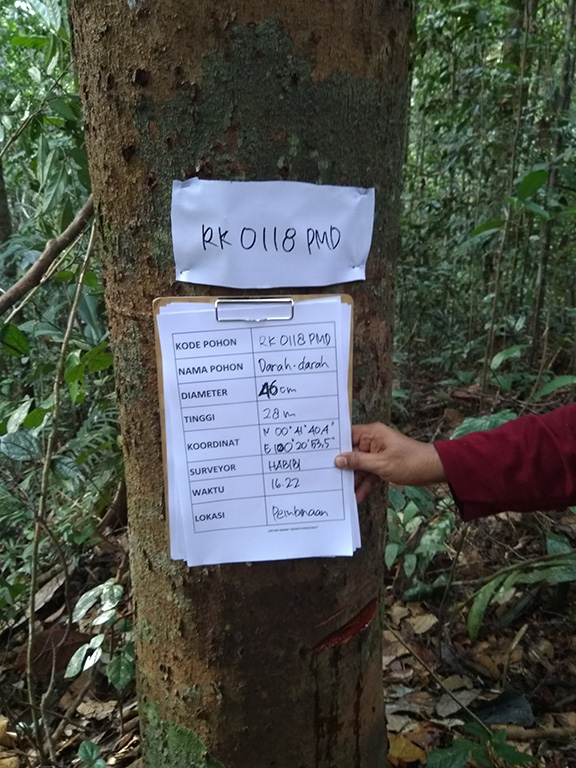 RK 0118 PMD
KODE POHON RK 0118 PMD
NAMA POHON Darah-darah
DIAMETER 46 cm
TINGGI 28 m
KOORDINAT N 00° 41' 40,4"
E 100° 20' 53,5"
SURVEYOR HABIBI
WAKTU 16.22
LOKASI Pembinaan